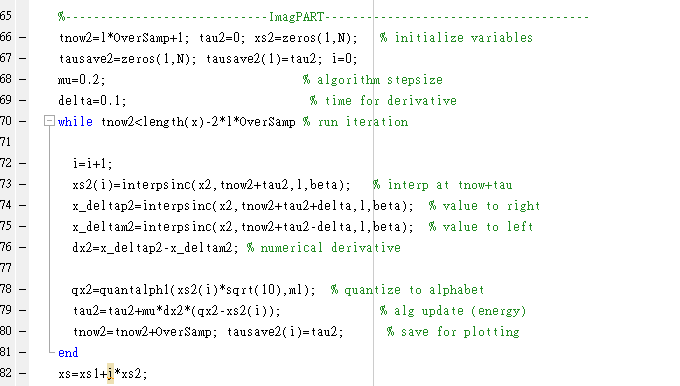 65 %----------------------------ImagPART-------------------------------------
66 - tnow2=l*OverSamp+1; tau2=0; xs2=zeros(1,N); % initialize variables
67 - tausave2=zeros(1,N); tausave2(1)=tau2; i=0;
68 - mu=0.2; % algorithm stepsize
69 - delta=0.1; % time for derivative
70 - while tnow2<length(x)-2*l*OverSamp % run iteration
71
72 - i=i+1;
73 - xs2(i)=interpsinc(x2,tnow2+tau2,l,beta); % interp at tnow+tau
74 - x_deltap2=interpsinc(x2,tnow2+tau2+delta,l,beta); % value to right
75 - x_deltam2=interpsinc(x2,tnow2+tau2-delta,l,beta); % value to left
76 - dx2=x_deltap2-x_deltam2; % numerical derivative
77
78 - qx2=quantalphl(xs2(i)*sqrt(10),ml); % quantize to alphabet
79 - tau2=tau2+mu*dx2*(qx2-xs2(i)); % alg update (energy)
80 - tnow2=tnow2+OverSamp; tausave2(i)=tau2; % save for plotting
81 - end
82 - xs=xs1+j*xs2;